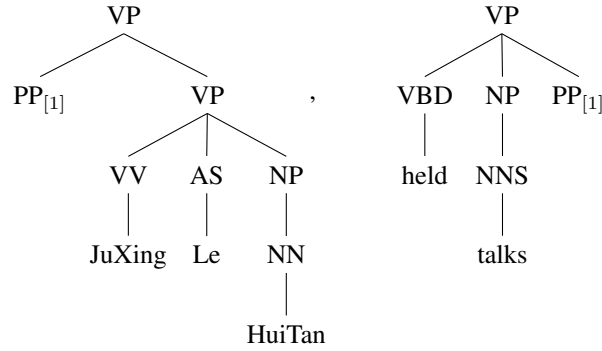 VP VP
PP[1] VP , VBD NP PP[1]
VV AS NP held NNS
JuXing Le NN talks
HuiTan